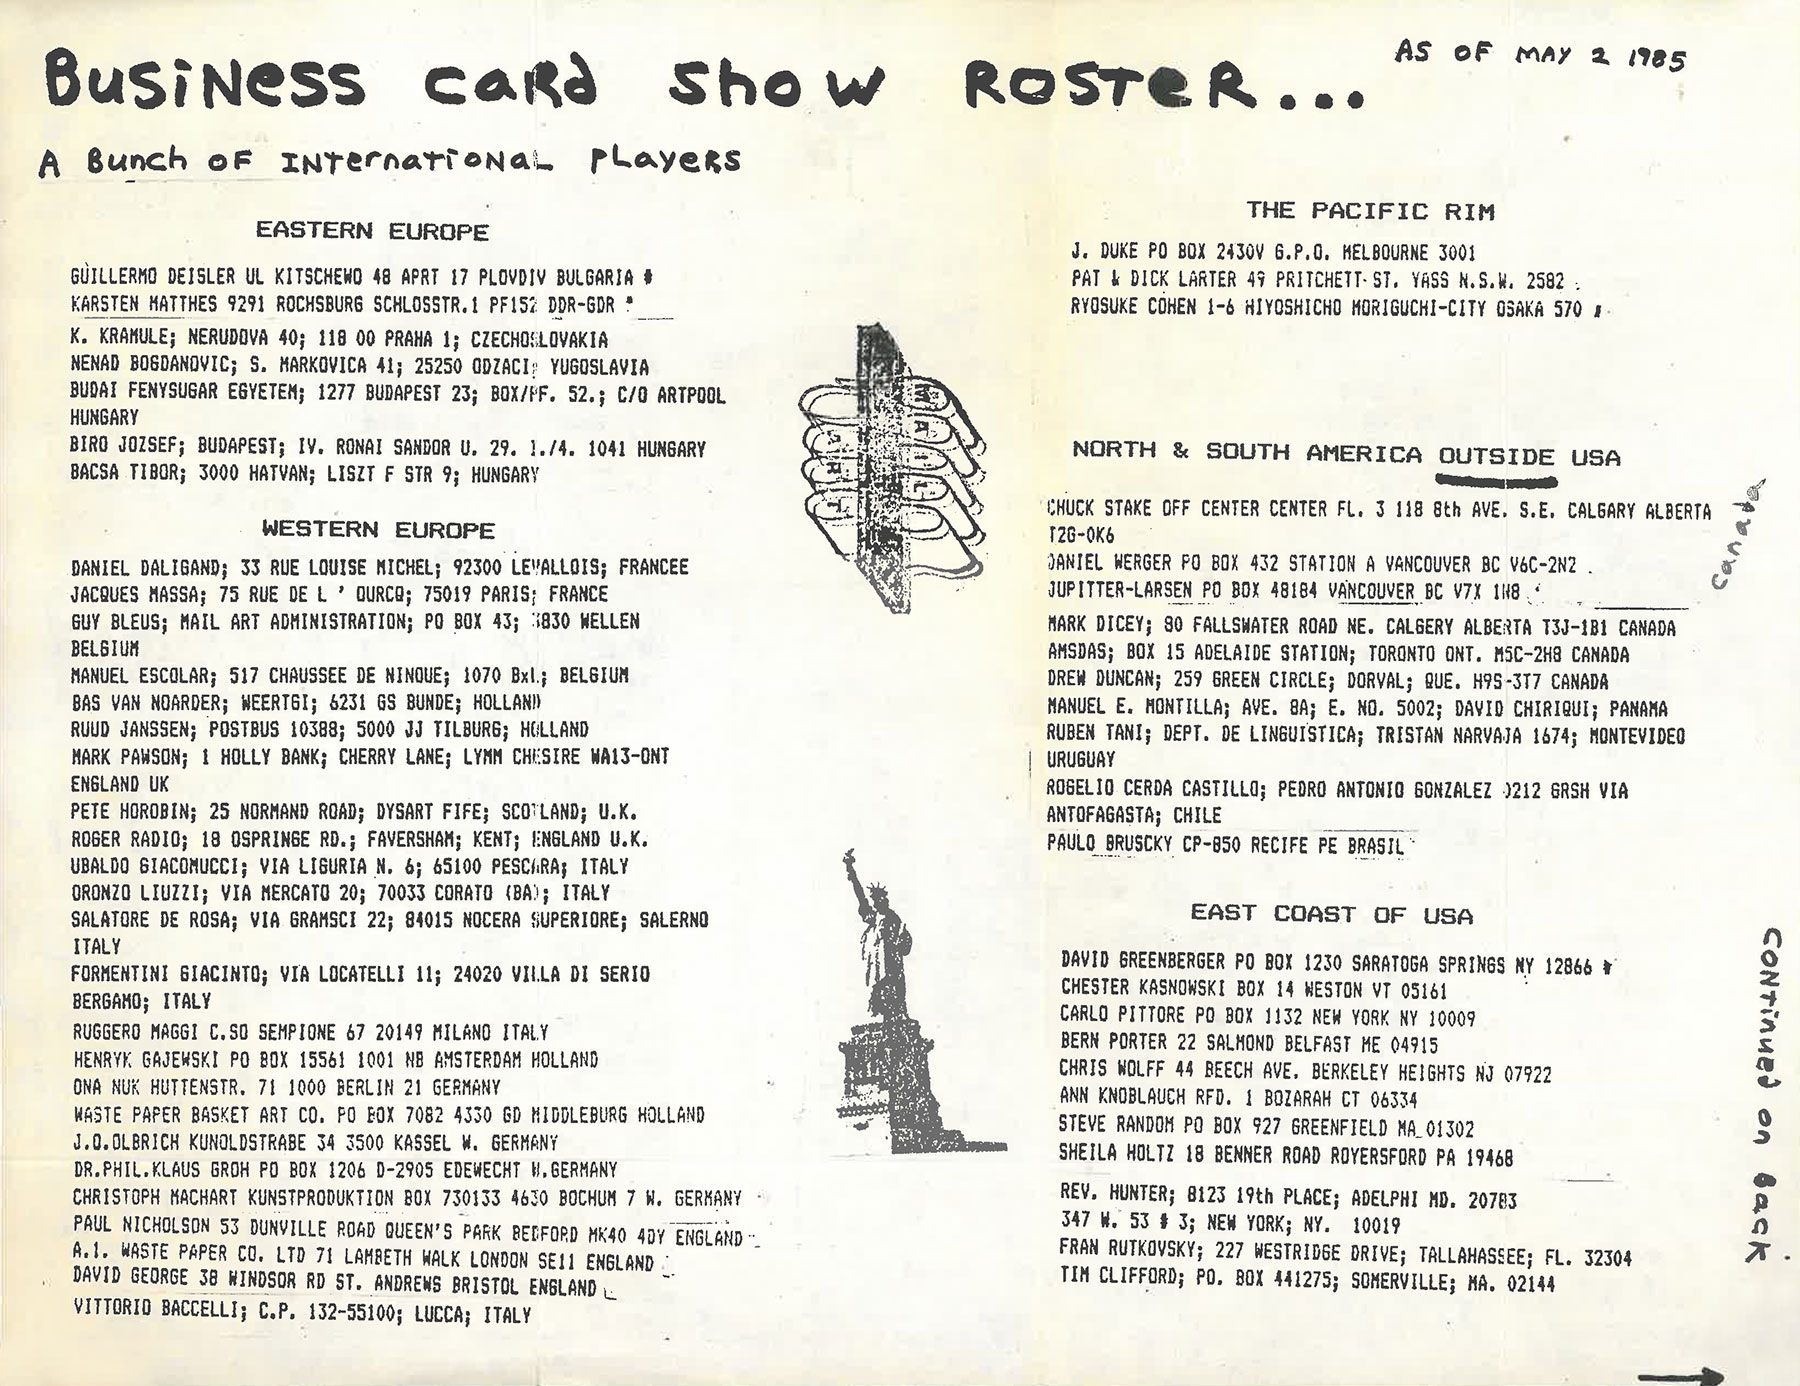 Business card show ROSTeR...
AS OF MAY 2 1985
A Bunch OF INTernaTiONaL PLayeRS
EASTERN EUROPE
GUILLERMO DEISLER UL KITSCHEWO 48 APRT 17 PLOVDIV BULGARIA #
KARSTEN MATTHES 9291 ROCHSBURG SCHLOSSTR.1 PF152 DDR-GDR
K. KRAMULE; NERUDOVA 40; 118 00 PRAHA 1; CZECHOSLOVAKIA
NENAD BOGDANOVIC; S. MARKOVICA 41; 25250 ODZACI; YUGOSLAVIA
BUDAI FENYSUGAR EGYETEM; 1277 BUDAPEST 23; BOX/PF. 52.; C/O ARTPOOL
HUNGARY
BIRO JOZSEF; BUDAPEST; IV. RONAI SANDOR U. 29. 1./4. 1041 HUNGARY
BACSA TIBOR; 3000 HATVAN; LISZT F STR 9; HUNGARY
WESTERN EUROPE
DANIEL DALIGAND; 33 RUE LOUISE MICHEL; 92300 LEVALLOIS; FRANCEE
JACQUES MASSA; 75 RUE DE L ' OURCQ; 75019 PARIS; FRANCE
GUY BLEUS; MAIL ART ADMINISTRATION; PO BOX 43; 3830 WELLEN
BELGIUM
MANUEL ESCOLAR; 517 CHAUSSEE DE NINOUE; 1070 Bxl.; BELGIUM
BAS VAN NOARDER; WEERTGI; 6231 GS BUNDE; HOLLAND
RUUD JANSSEN; POSTBUS 10388; 5000 JJ TILBURG; HOLLAND
MARK PAWSON; 1 HOLLY BANK; CHERRY LANE; LYMM CHESIRE WA13-ONT
ENGLAND UK
PETE HOROBIN; 25 NORMAND ROAD; DYSART FIFE; SCOTLAND; U.K.
ROGER RADIO; 18 OSPRINGE RD.; FAVERSHAM; KENT; ENGLAND U.K.
UBALDO GIACOMUCCI; VIA LIGURIA N. 6; 65100 PESCARA; ITALY
ORONZO LIUZZI; VIA MERCATO 20; 70033 CORATO (BA); ITALY
SALATORE DE ROSA; VIA GRAMSCI 22; 84015 NOCERA SUPERIORE; SALERNO
ITALY
FORMENTINI GIACINTO; VIA LOCATELLI 11; 24020 VILLA DI SERIO
BERGAMO; ITALY
RUGGERO MAGGI C.SO SEMPIONE 67 20149 MILANO ITALY
HENRYK GAJEWSKI PO BOX 15561 1001 NB AMSTERDAM HOLLAND
ONA NUK HUTTENSTR. 71 1000 BERLIN 21 GERMANY
WASTE PAPER BASKET ART CO. PO BOX 7082 4330 GD MIDDLEBURG HOLLAND
J.O.OLBRICH KUNOLDSTRABE 34 3500 KASSEL W. GERMANY
DR.PHIL.KLAUS GROH PO BOX 1206 D-2905 EDEWECHT W.GERMANY
CHRISTOPH MACHART KUNSTPRODUKTION BOX 730133 4630 BOCHUM 7 W. GERMANY
PAUL NICHOLSON 53 DUNVILLE ROAD QUEEN'S PARK BEDFORD MK40 4DY ENGLAND
A.1. WASTE PAPER CO. LTD 71 LAMBETH WALK LONDON SE11 ENGLAND
DAVID GEORGE 38 WINDSOR RD ST. ANDREWS BRISTOL ENGLAND
VITTORIO BACCELLI; C.P. 132-55100; LUCCA; ITALY
MAIL
ART
THE PACIFIC RIM
J. DUKE PO BOX 2430V G.P.O. MELBOURNE 3001
PAT & DICK LARTER 49 PRITCHETT ST. YASS N.S.W. 2582
RYOSUKE COHEN 1-6 HIYOSHICHO MORIGUCHI-CITY OSAKA 570
NORTH & SOUTH AMERICA OUTSIDE USA
CHUCK STAKE OFF CENTER CENTER FL. 3 118 8th AVE. S.E. CALGARY ALBERTA
T2G-0K6
DANIEL WERGER PO BOX 432 STATION A VANCOUVER BC V6C-2N2
JUPITTER-LARSEN PO BOX 48184 VANCOUVER BC V7X 1N8
Canada
MARK DICEY; 80 FALLSWATER ROAD NE. CALGERY ALBERTA T3J-1B1 CANADA
AMSDAS; BOX 15 ADELAIDE STATION; TORONTO ONT. M5C-2H8 CANADA
DREW DUNCAN; 259 GREEN CIRCLE; DORVAL; QUE. H9S-3T7 CANADA
MANUEL E. MONTILLA; AVE. 8A; E. NO. 5002; DAVID CHIRIQUI; PANAMA
RUBEN TANI; DEPT. DE LINGUISTICA; TRISTAN NARVAJA 1674; MONTEVIDEO
URUGUAY
ROGELIO CERDA CASTILLO; PEDRO ANTONIO GONZALEZ 0212 GRSH VIA
ANTOFAGASTA; CHILE
PAULO BRUSCKY CP-850 RECIFE PE BRASIL
EAST COAST OF USA
DAVID GREENBERGER PO BOX 1230 SARATOGA SPRINGS NY 12866
CHESTER KASNOWSKI BOX 14 WESTON VT 05161
CARLO PITTORE PO BOX 1132 NEW YORK NY 10009
BERN PORTER 22 SALMOND BELFAST ME 04915
CHRIS WOLFF 44 BEECH AVE. BERKELEY HEIGHTS NJ 07922
ANN KNOBLAUCH RFD. 1 BOZARAH CT 06334
STEVE RANDOM PO BOX 927 GREENFIELD MA 01302
SHEILA HOLTZ 18 BENNER ROAD ROYERSFORD PA 19468
REV. HUNTER; 8123 19th PLACE; ADELPHI MD. 20783
347 W. 53 # 3; NEW YORK; NY. 10019
FRAN RUTKOVSKY; 227 WESTRIDGE DRIVE; TALLAHASSEE; FL. 32304
TIM CLIFFORD; PO. BOX 441275; SOMERVILLE; MA. 02144
CONTinued on Back